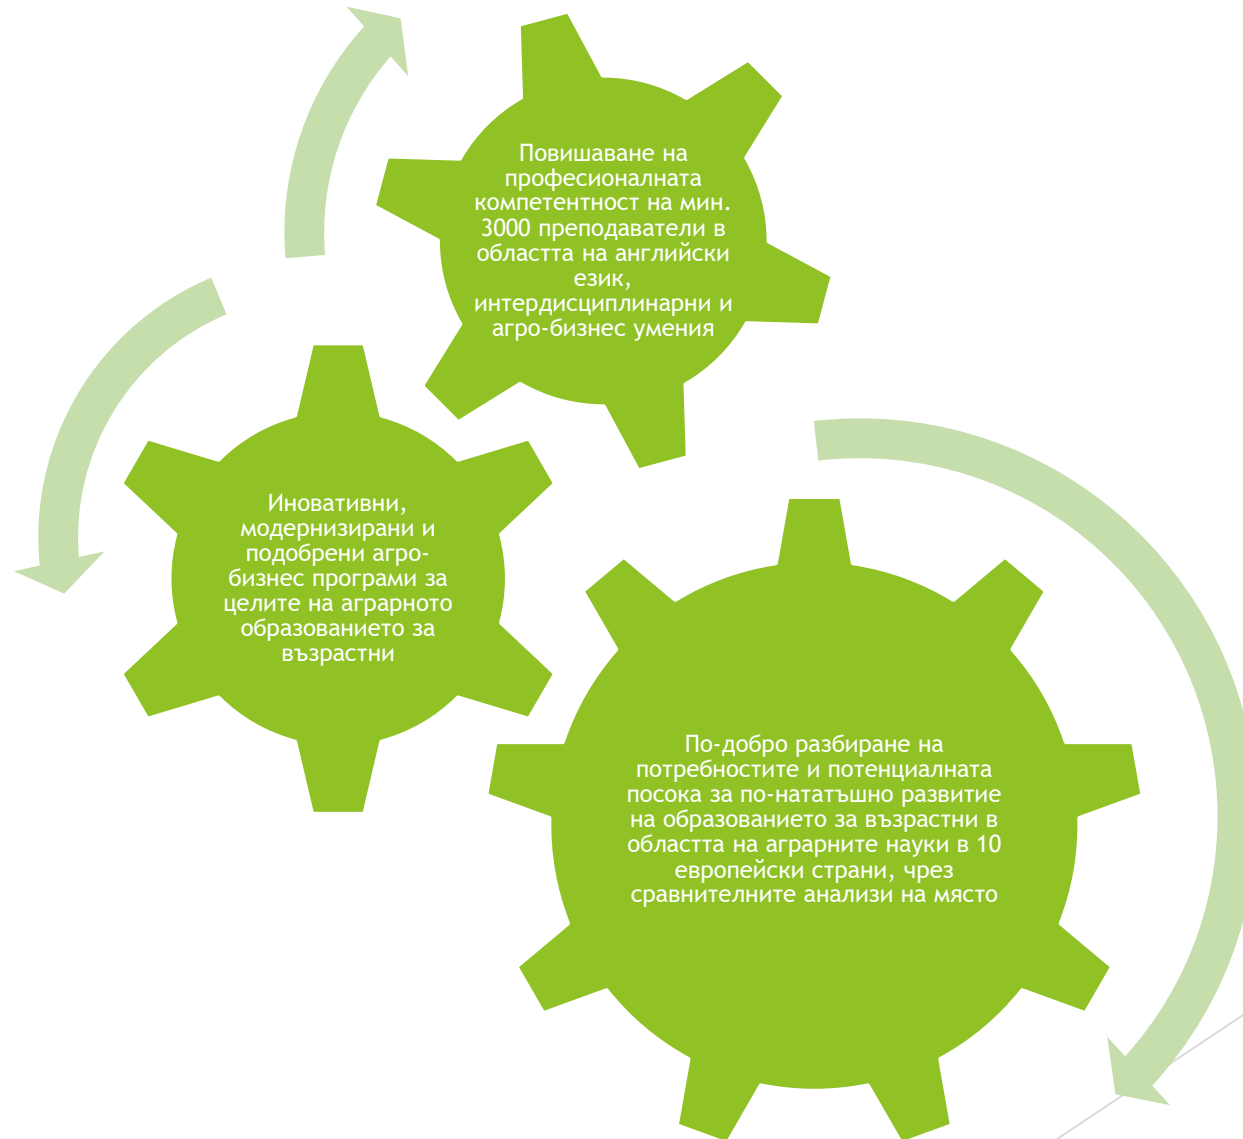 Повишаване на
професионалната
компетентност на мин.
3000 преподаватели в
областта на английски
език,
интердисциплинарни и
агро-бизнес умения
Иновативни,
модернизирани и
подобрени агро-
бизнес програми за
целите на аграрното
образованието за
възрастни
По-добро разбиране на
потребностите и потенциалната
посока за по-нататъшно развитие
на образованието за възрастни в
областта на аграрните науки в 10
европейски страни, чрез
сравнителните анализи на място